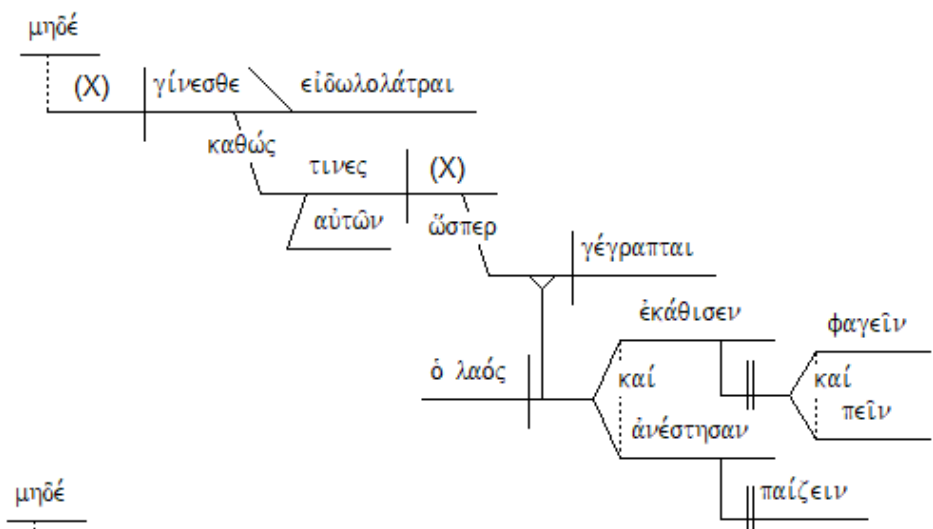 μηδέ
(X) γίνεσθε εἰδωλολάτραι
καθώς
τινες (X)
αὐτῶν
ὥσπερ
γέγραπται
ἐκάθισεν
φαγεῖν
ὁ λαός
καί
καί
πεῖν
ἀνέστησαν
παίζειν
μηδέ